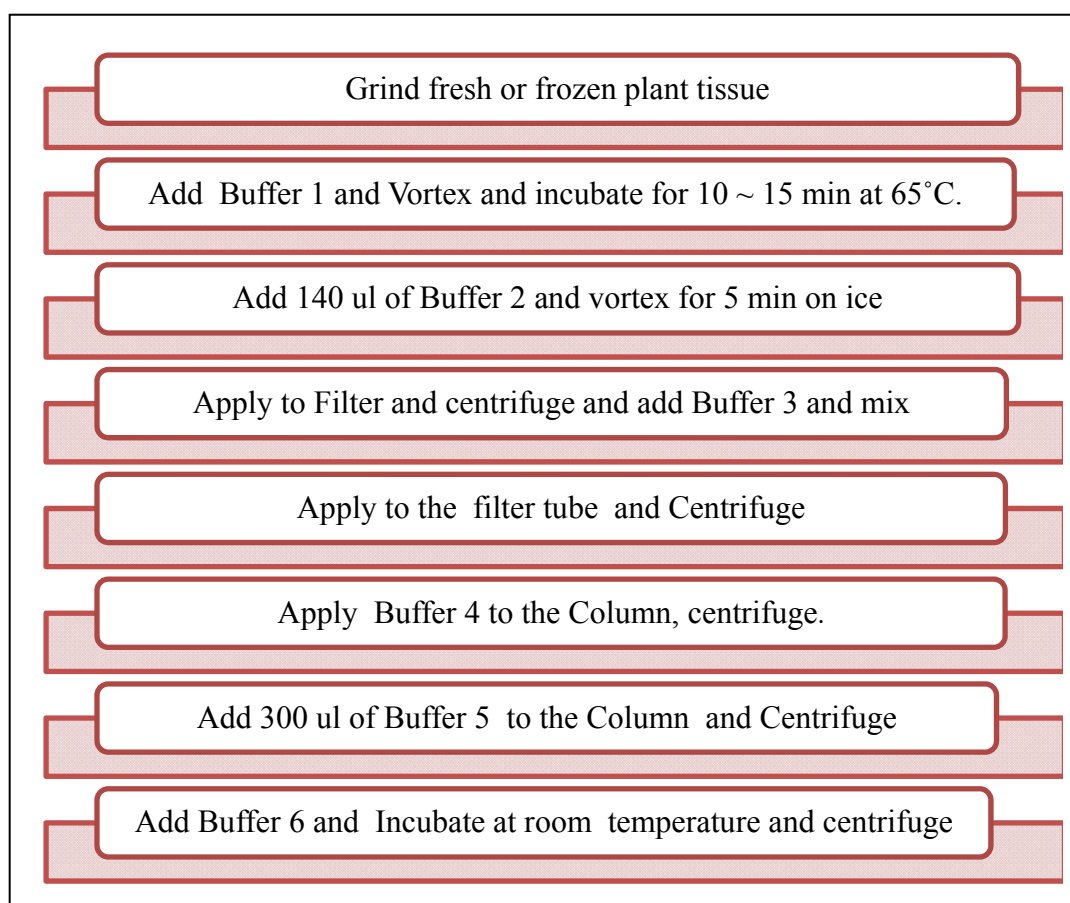 Grind fresh or frozen plant tissue
Add Buffer 1 and Vortex and incubate for 10 ~ 15 min at 65˚C.
Add 140 ul of Buffer 2 and vortex for 5 min on ice
Apply to Filter and centrifuge and add Buffer 3 and mix
Apply to the filter tube and Centrifuge
Apply Buffer 4 to the Column, centrifuge.
Add 300 ul of Buffer 5 to the Column and Centrifuge
Add Buffer 6 and Incubate at room temperature and centrifuge